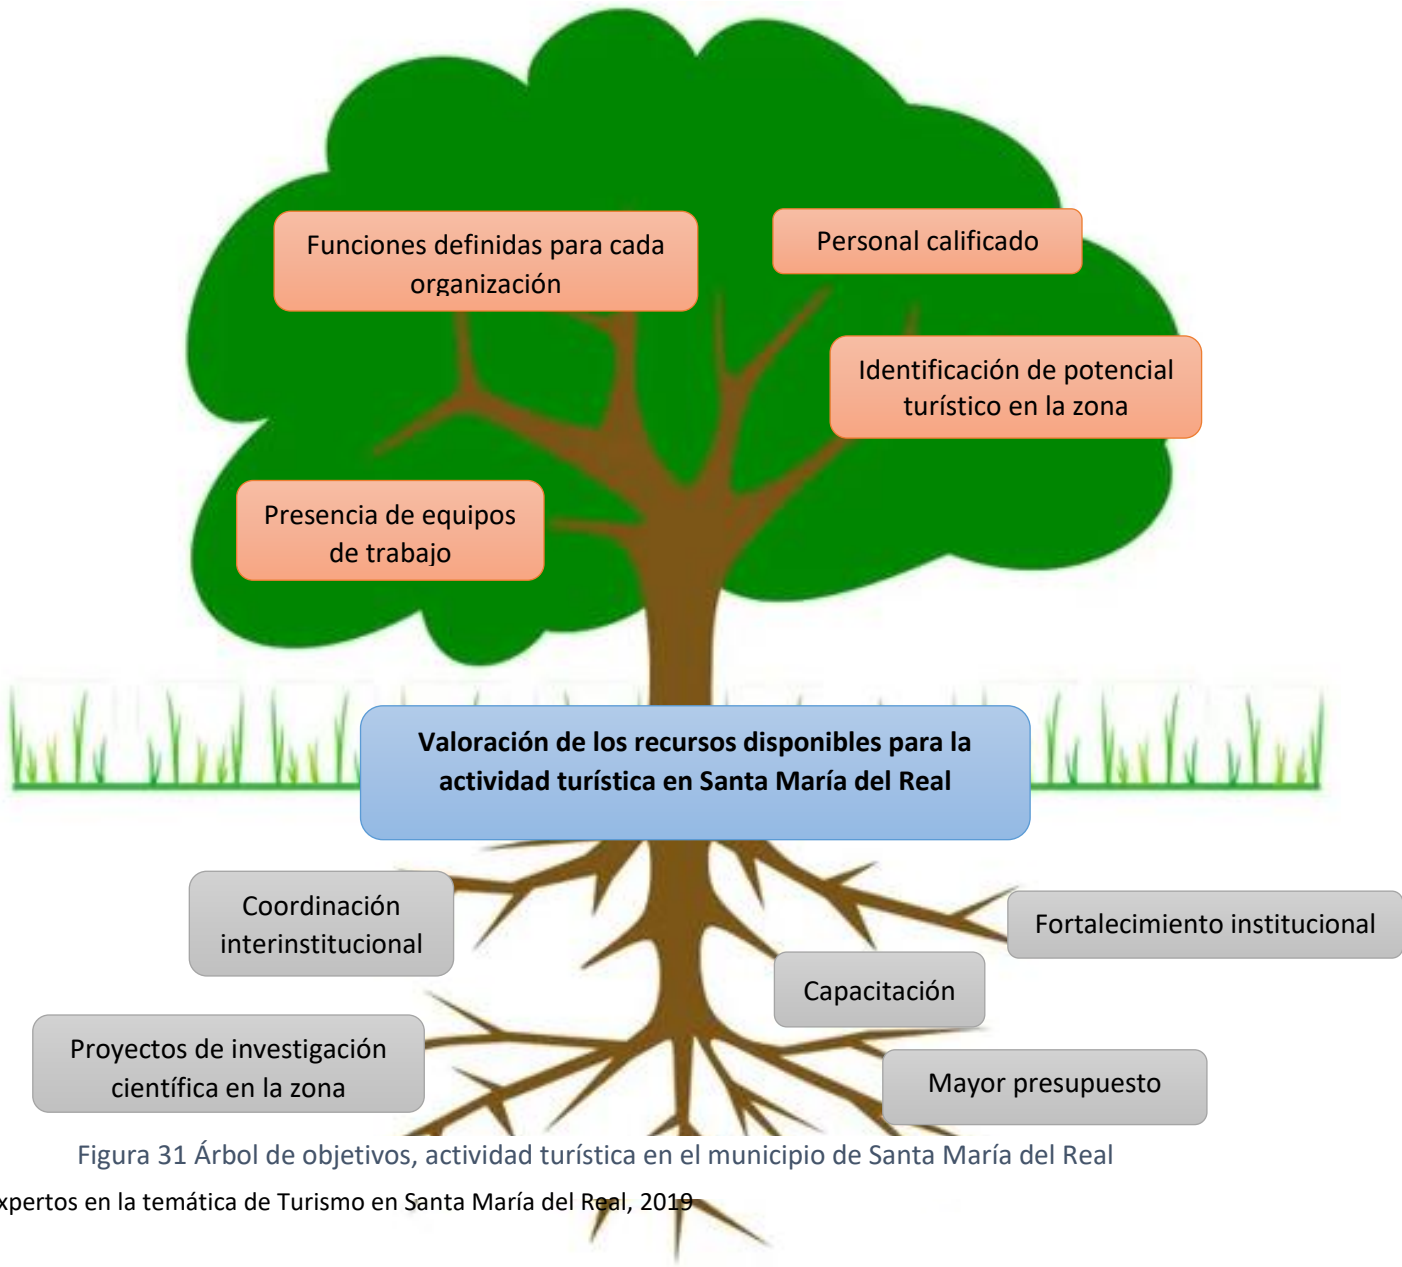 Funciones definidas para cada
organización
Personal calificado
Identificación de potencial
turístico en la zona
Presencia de equipos
de trabajo
Valoración de los recursos disponibles para la
actividad turística en Santa María del Real
Coordinación
interinstitucional
Fortalecimiento institucional
Capacitación
Proyectos de investigación
científica en la zona
Mayor presupuesto
Figura 31 Árbol de objetivos, actividad turística en el municipio de Santa María del Real
xpertos en la temática de Turismo en Santa María del Real, 2019